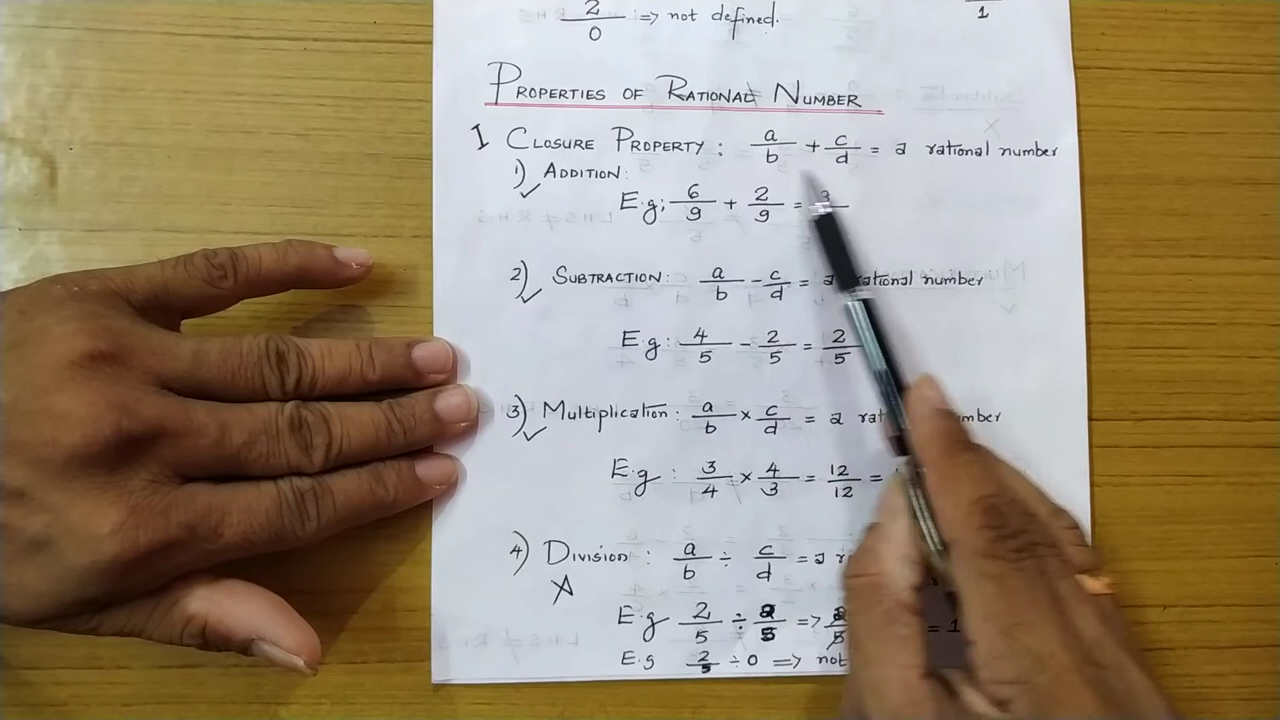 2/0 => not defined.
1
PROPERTIES OF RATIONAL NUMBER
I CLOSURE PROPERTY : a/b + c/d = a rational number
1) ADDITION:
E.g; 6/9 + 2/9 =
2) SUBTRACTION: a/b - c/d = a rational number
E.g: 4/5 - 2/5 = 2/5
3) Multiplication: a/b × c/d = a
E.g : 3/4 × 4/3 = 12/12 =
4) DIVISION : a/b ÷ c/d = a
E.g 2/5 ÷ 2/5 => = 1
E.g 2/5 ÷ 0 => not